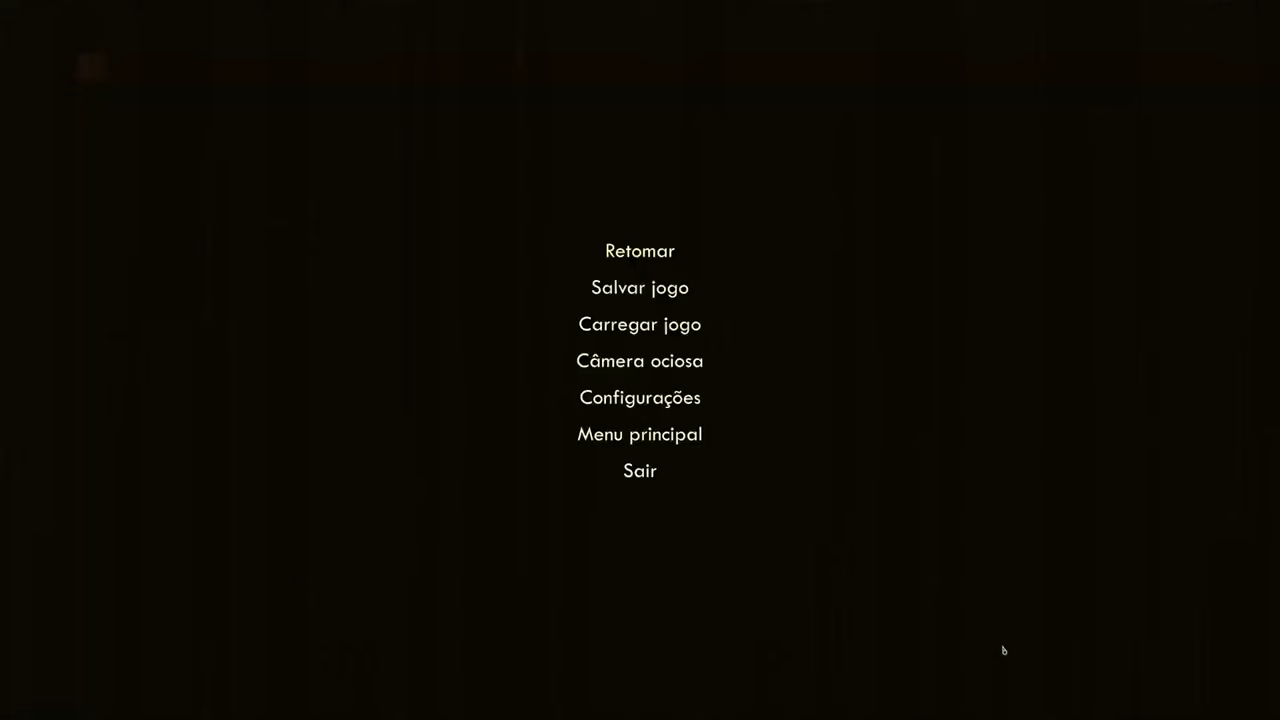 Retomar
Salvar jogo
Carregar jogo
Câmera ociosa
Configurações
Menu principal
Sair